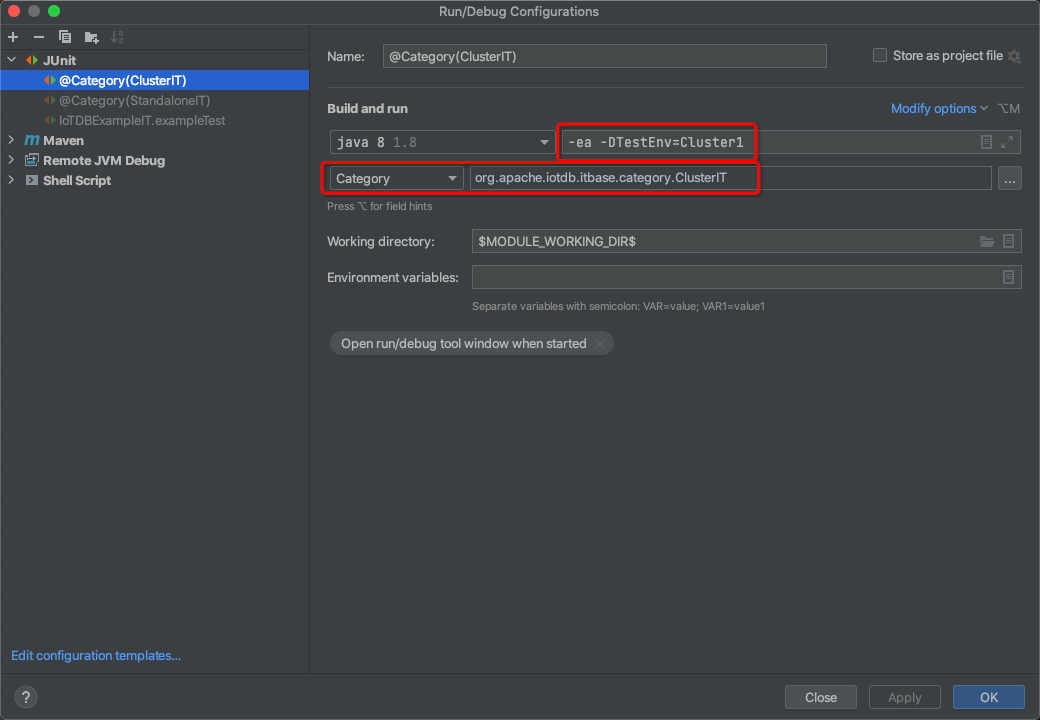 Run/Debug Configurations
JUnit
@Category(ClusterIT)
@Category(StandaloneIT)
IoTDBExampleIT.exampleTest
Maven
Remote JVM Debug
Shell Script
Edit configuration templates...
Name: @Category(ClusterIT)
Store as project file
Build and run
Modify options ⌥M
java 8 1.8 -ea -DTestEnv=Cluster1
Category org.apache.iotdb.itbase.category.ClusterIT ...
Press ⌥ for field hints
Working directory: $MODULE_WORKING_DIR$
Environment variables:
Separate variables with semicolon: VAR=value; VAR1=value1
Open run/debug tool window when started
? Close Apply OK